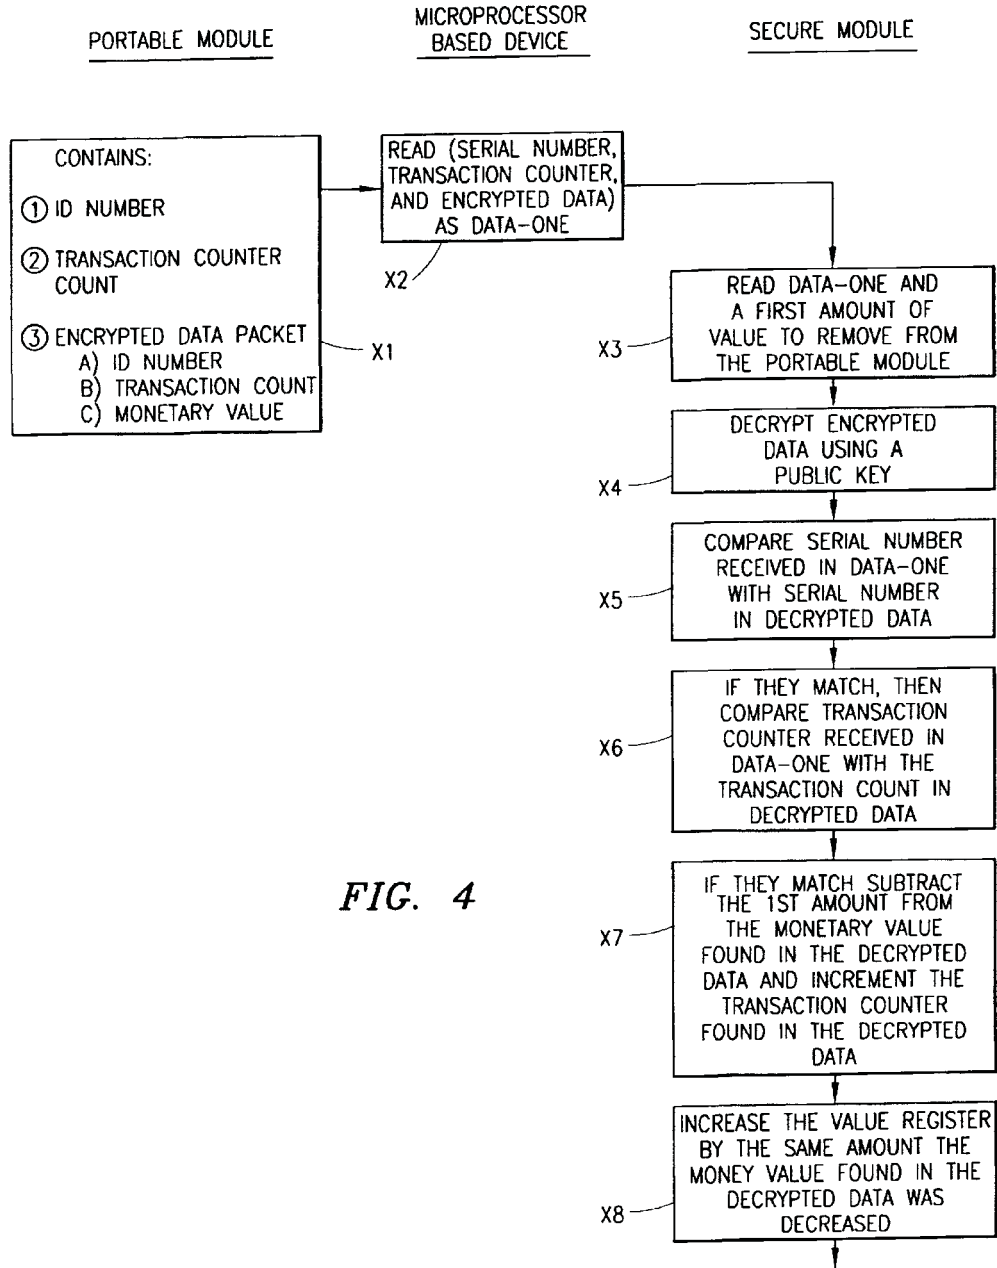 PORTABLE MODULE
MICROPROCESSOR
BASED DEVICE
SECURE MODULE
CONTAINS:
① ID NUMBER
② TRANSACTION COUNTER
COUNT
③ ENCRYPTED DATA PACKET
A) ID NUMBER
B) TRANSACTION COUNT
C) MONETARY VALUE
X1
READ (SERIAL NUMBER,
TRANSACTION COUNTER,
AND ENCRYPTED DATA)
AS DATA-ONE
X2
READ DATA-ONE AND
A FIRST AMOUNT OF
VALUE TO REMOVE FROM
THE PORTABLE MODULE
X3
DECRYPT ENCRYPTED
DATA USING A
PUBLIC KEY
X4
COMPARE SERIAL NUMBER
RECEIVED IN DATA-ONE
WITH SERIAL NUMBER
IN DECRYPTED DATA
X5
IF THEY MATCH, THEN
COMPARE TRANSACTION
COUNTER RECEIVED IN
DATA-ONE WITH THE
TRANSACTION COUNT IN
DECRYPTED DATA
X6
IF THEY MATCH SUBTRACT
THE 1ST AMOUNT FROM
THE MONETARY VALUE
FOUND IN THE DECRYPTED
DATA AND INCREMENT THE
TRANSACTION COUNTER
FOUND IN THE DECRYPTED
DATA
X7
INCREASE THE VALUE REGISTER
BY THE SAME AMOUNT THE
MONEY VALUE FOUND IN THE
DECRYPTED DATA WAS
DECREASED
X8
FIG. 4